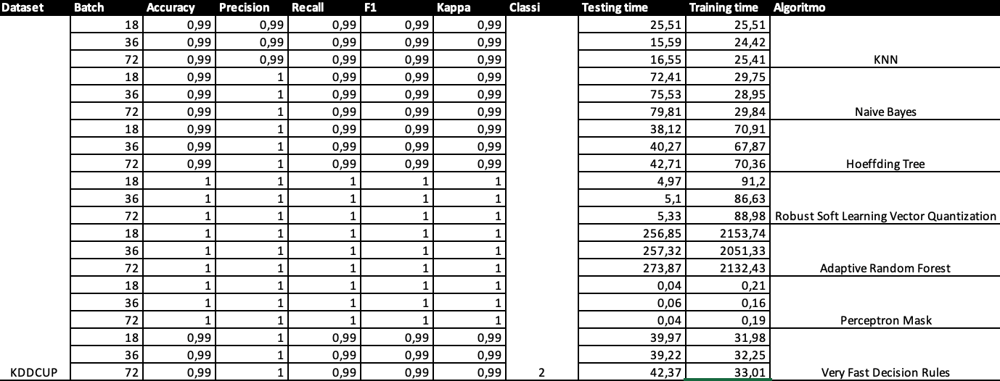 Dataset Batch Accuracy Precision Recall F1 Kappa Classi Testing time Training time Algoritmo
18 0,99 0,99 0,99 0,99 0,99 25,51 25,51
36 0,99 0,99 0,99 0,99 0,99 15,59 24,42
72 0,99 0,99 0,99 0,99 0,99 16,55 25,41 KNN
18 0,99 1 0,99 0,99 0,99 72,41 29,75
36 0,99 1 0,99 0,99 0,99 75,53 28,95
72 0,99 1 0,99 0,99 0,99 79,81 29,84 Naive Bayes
18 0,99 1 0,99 0,99 0,99 38,12 70,91
36 0,99 1 0,99 0,99 0,99 40,27 67,87
72 0,99 1 0,99 0,99 0,99 42,71 70,36 Hoeffding Tree
18 1 1 1 1 1 4,97 91,2
36 1 1 1 1 1 5,1 86,63
72 1 1 1 1 1 5,33 88,98 Robust Soft Learning Vector Quantization
18 1 1 1 1 1 256,85 2153,74
36 1 1 1 1 1 257,32 2051,33
72 1 1 1 1 1 273,87 2132,43 Adaptive Random Forest
18 1 1 1 1 1 0,04 0,21
36 1 1 1 1 1 0,06 0,16
72 1 1 1 1 1 0,04 0,19 Perceptron Mask
18 0,99 1 0,99 0,99 0,99 39,97 31,98
36 0,99 1 0,99 0,99 0,99 39,22 32,25
KDDCUP 72 0,99 1 0,99 0,99 0,99 2 42,37 33,01 Very Fast Decision Rules